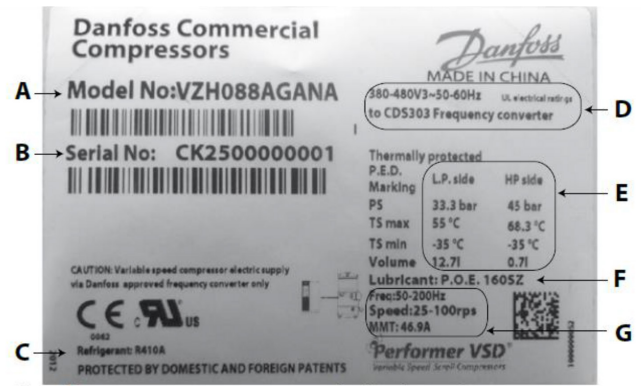 Danfoss Commercial
Compressors
Danfoss
MADE IN CHINA
A
Model No:VZH088AGANA
380-480V3~50-60Hz UL electrical ratings
to CDS303 Frequency converter
D
B
Serial No: CK2500000001
Thermally protected
P.E.D.
Marking L.P. side HP side
PS 33.3 bar 45 bar
TS max 55 °C 68.3 °C
TS min -35 °C -35 °C
Volume 12.7l 0.7l
E
Lubricant: P.O.E. 160SZ
F
Freq:50-200Hz
Speed:25-100rps
MMT: 46.9A
G
CAUTION: Variable speed compressor electric supply
via Danfoss approved frequency converter only
CE c RU US
0062
C
Refrigerant: R410A
2012
PROTECTED BY DOMESTIC AND FOREIGN PATENTS
Performer VSD®
Variable Speed Scroll Compressors